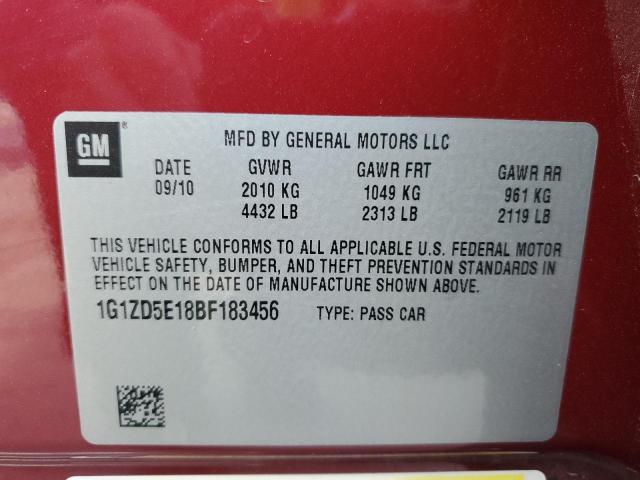 GM® MFD BY GENERAL MOTORS LLC
DATE GVWR GAWR FRT GAWR RR
09/10 2010 KG 1049 KG 961 KG
4432 LB 2313 LB 2119 LB
THIS VEHICLE CONFORMS TO ALL APPLICABLE U.S. FEDERAL MOTOR
VEHICLE SAFETY, BUMPER, AND THEFT PREVENTION STANDARDS IN
EFFECT ON THE DATE OF MANUFACTURE SHOWN ABOVE.
1G1ZD5E18BF183456 TYPE: PASS CAR